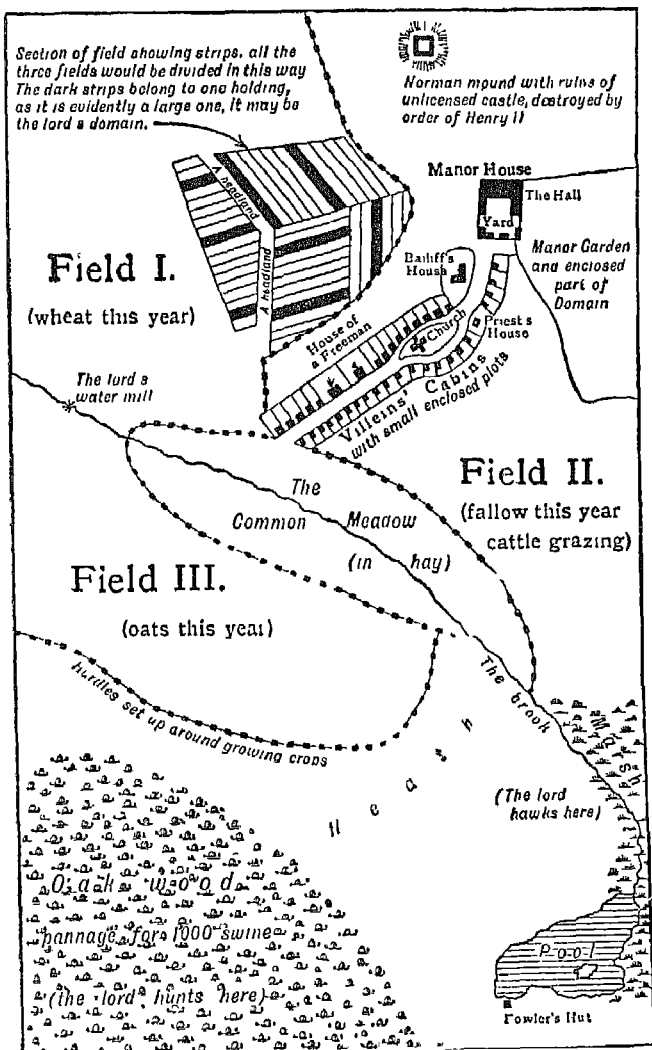 Section of field showing strips, all the
three fields would be divided in this way
The dark strips belong to one holding,
as it is evidently a large one, it may be
the lord s domain.
Norman mound with ruins of
unlicensed castle, destroyed by
order of Henry II
Manor House
The Hall
Yard
A headland
A headland
Bailiff's
House
Manor Garden
and enclosed
part of
Domain
Field I.
(wheat this year)
House of
a Freeman
Church
Priest s
House
Villeins' Cabins
with small enclosed plots
The lord s
water mill
The
Common Meadow
(in hay)
Field II.
(fallow this year
cattle grazing)
Field III.
(oats this year)
hurdles set up around growing crops
The brook
Heath
Marsh
(The lord
hawks here)
Oak wood
pannage for 1000 swine
(the lord hunts here)
Pool
Fowler's Hut